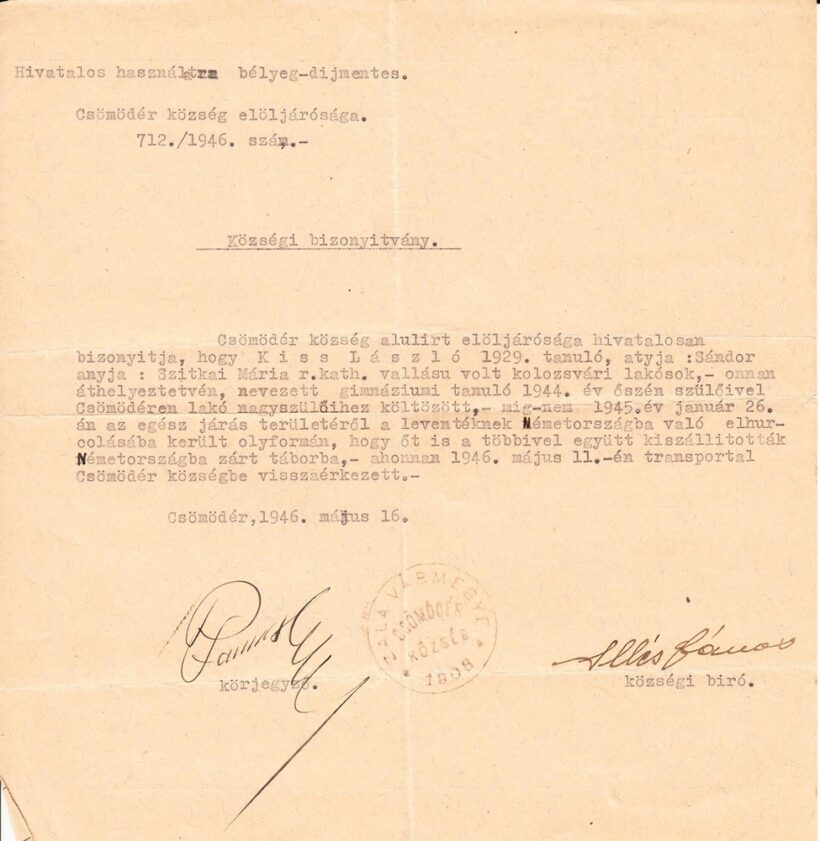 Hivatalos használatra bélyeg-dijmentes.
Csömödér község elöljárósága.
712./1946. szám.-
Községi bizonyitvány.
Csömödér község alulirt elöljárósága hivatalosan
bizonyitja, hogy K i s s L á s z l ó 1929. tanuló, atyja :Sándor
anyja : Szitkai Mária r.kath. vallásu volt kolozsvári lakósok,- onnan
áthelyeztetvén, nevezett gimnáziumi tanuló 1944. év őszén szülőivel
Csömödéren lakó nagyszülőihez költözött,- mig-nem 1945.év január 26.
án az egész járás területéről a leventéknek Németországba való elhur-
colásába került olyformán, hogy őt is a többivel együtt kiszállitották
Németországba zárt táborba,- ahonnan 1946. május 11.-én transportal
Csömödér községbe visszaérkezett.-
Csömödér,1946. május 16.
ZALA VÁRMEGYE
CSÖMÖDÉR
KÖZSÉG
* 1908 *
Illés János
körjegyző.
községi biró.